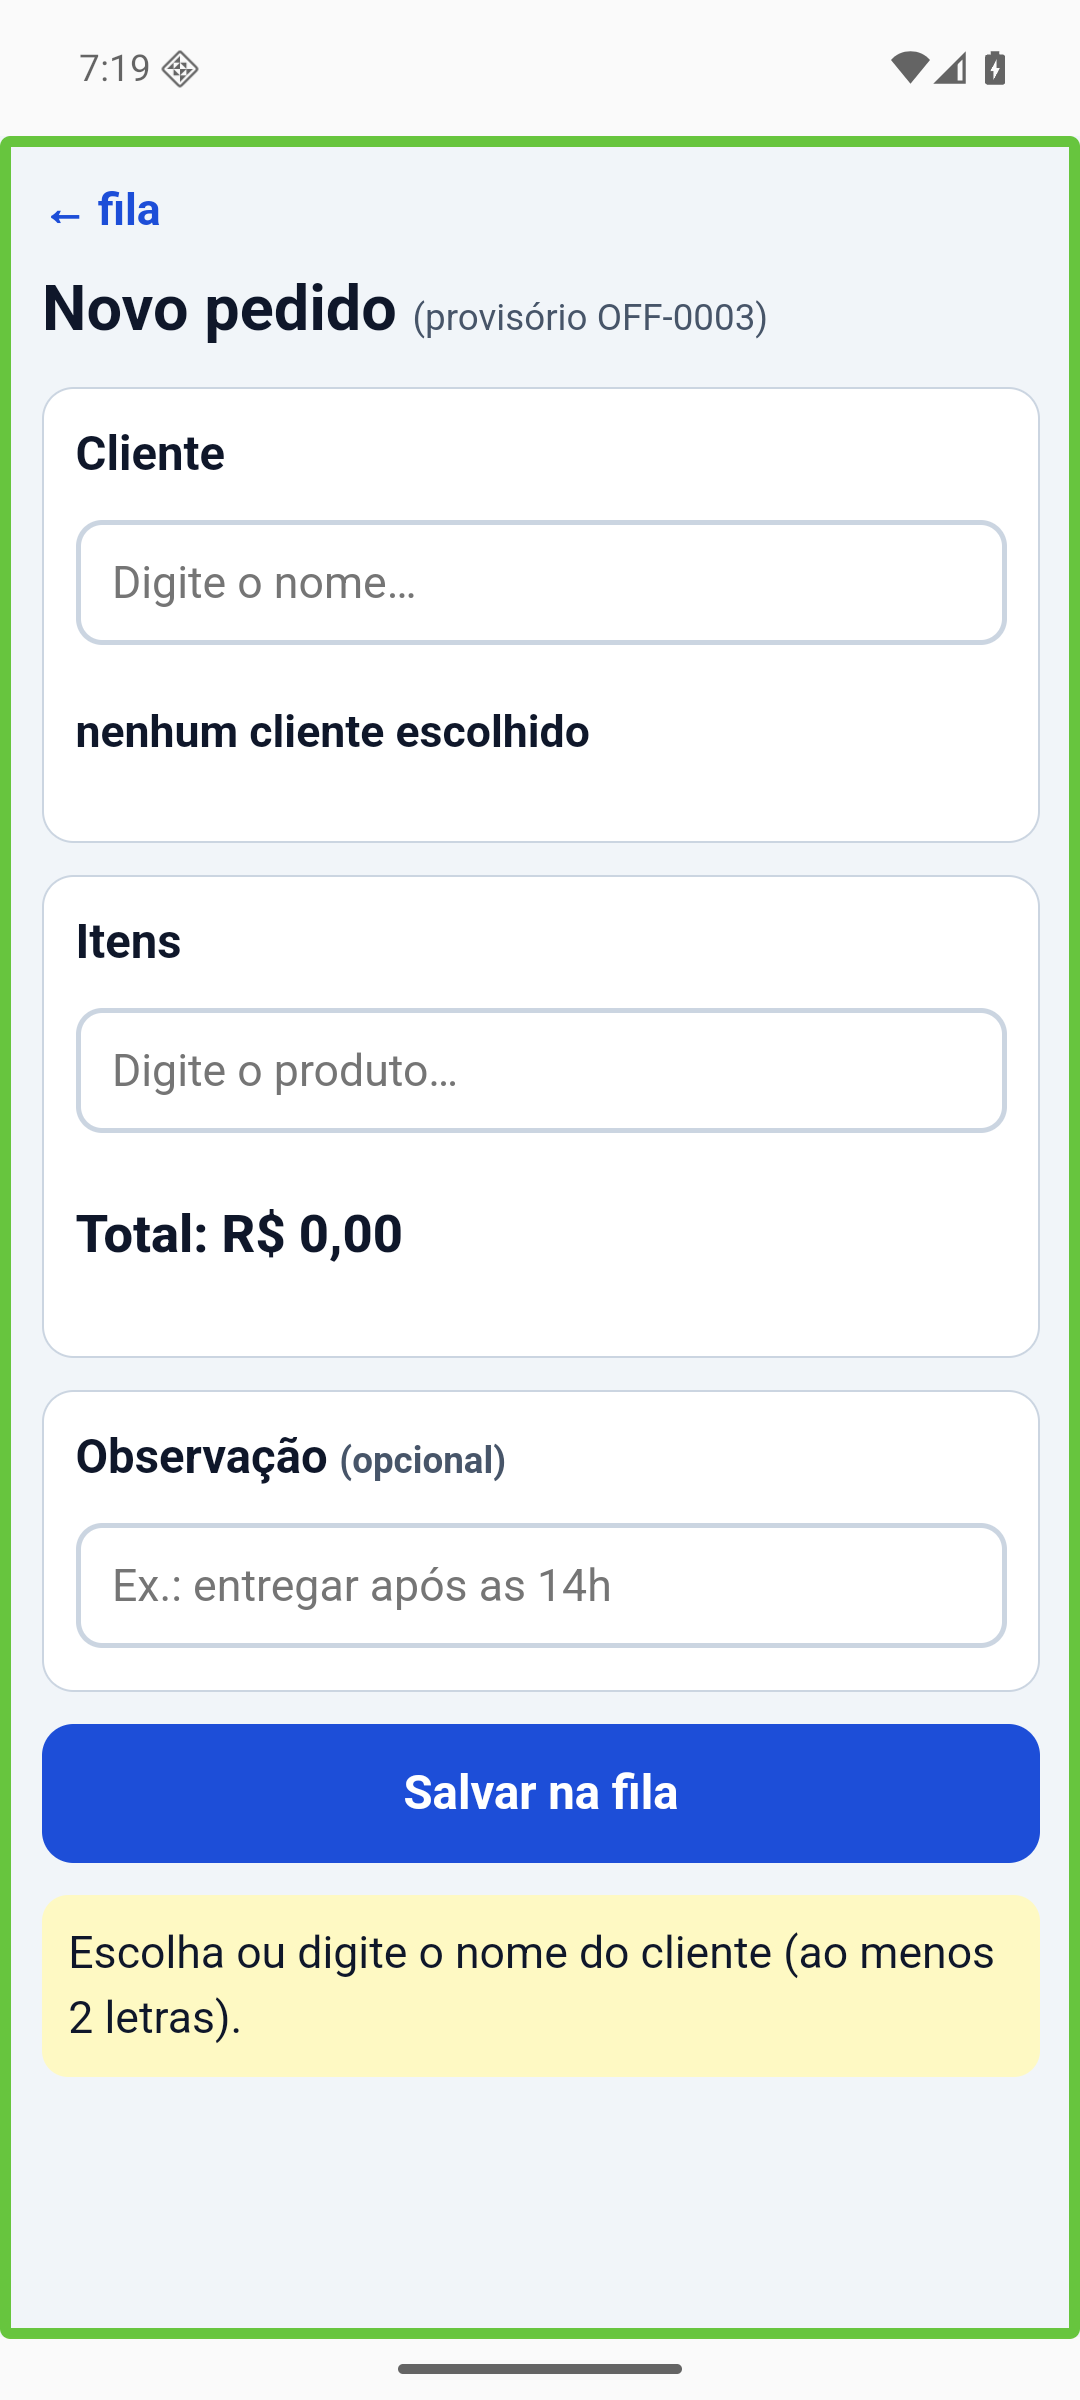 7:19
← fila
Novo pedido (provisório OFF-0003)
Cliente
Digite o nome...
nenhum cliente escolhido
Itens
Digite o produto...
Total: R$ 0,00
Observação (opcional)
Ex.: entregar após as 14h
Salvar na fila
Escolha ou digite o nome do cliente (ao menos
2 letras).